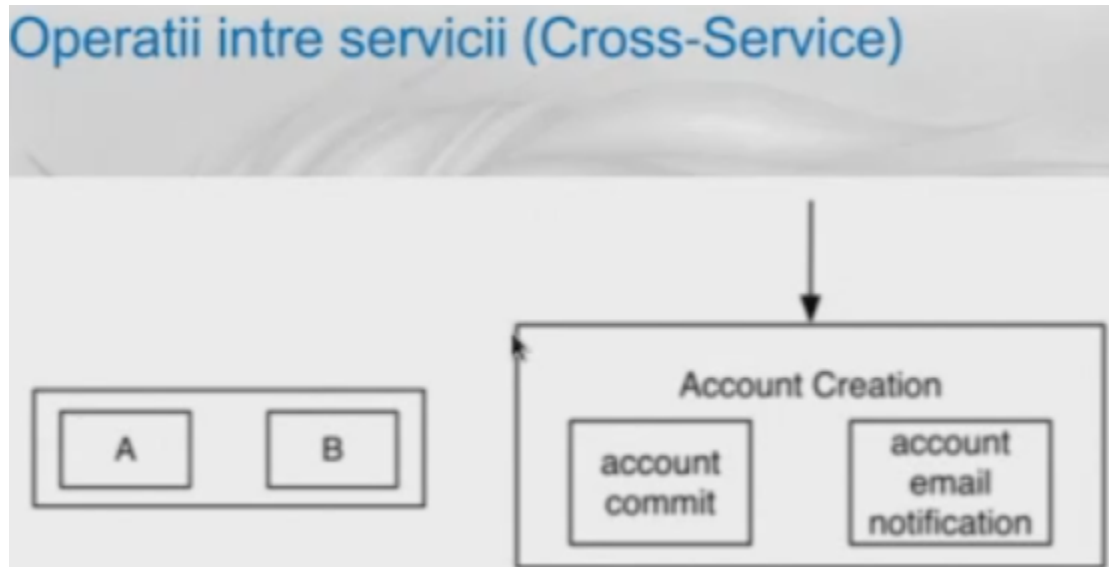 Operatii intre servicii (Cross-Service)
A
B
Account Creation
account
commit
account
email
notification